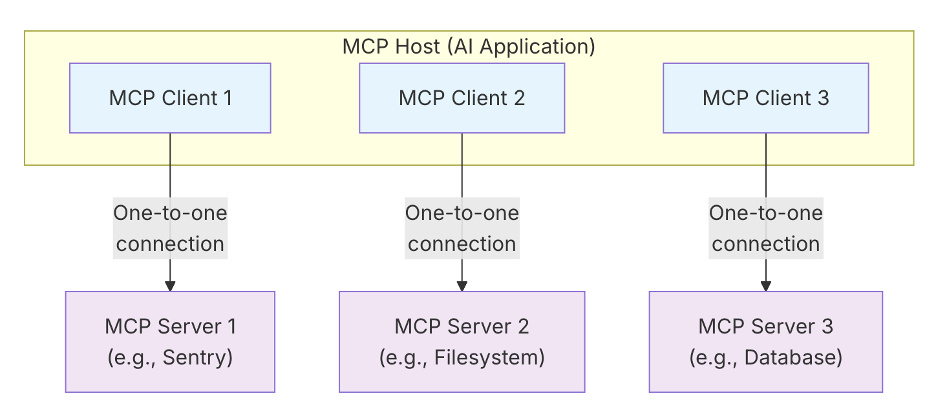 MCP Host (AI Application)
MCP Client 1
MCP Client 2
MCP Client 3
One-to-one
connection
One-to-one
connection
One-to-one
connection
MCP Server 1
(e.g., Sentry)
MCP Server 2
(e.g., Filesystem)
MCP Server 3
(e.g., Database)